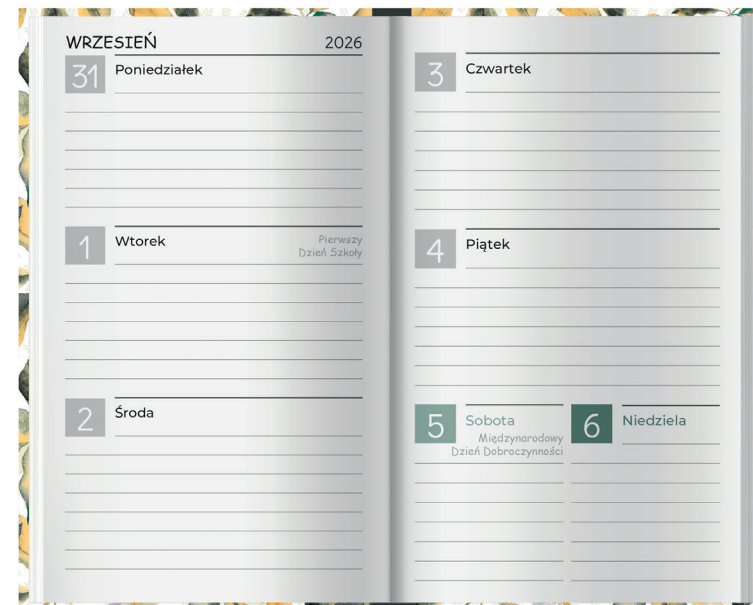 WRZESIEŃ 2026
31 Poniedziałek
1 Wtorek Pierwszy
Dzień Szkoły
2 Środa
3 Czwartek
4 Piątek
5 Sobota
Międzynarodowy
Dzień Dobroczynności
6 Niedziela